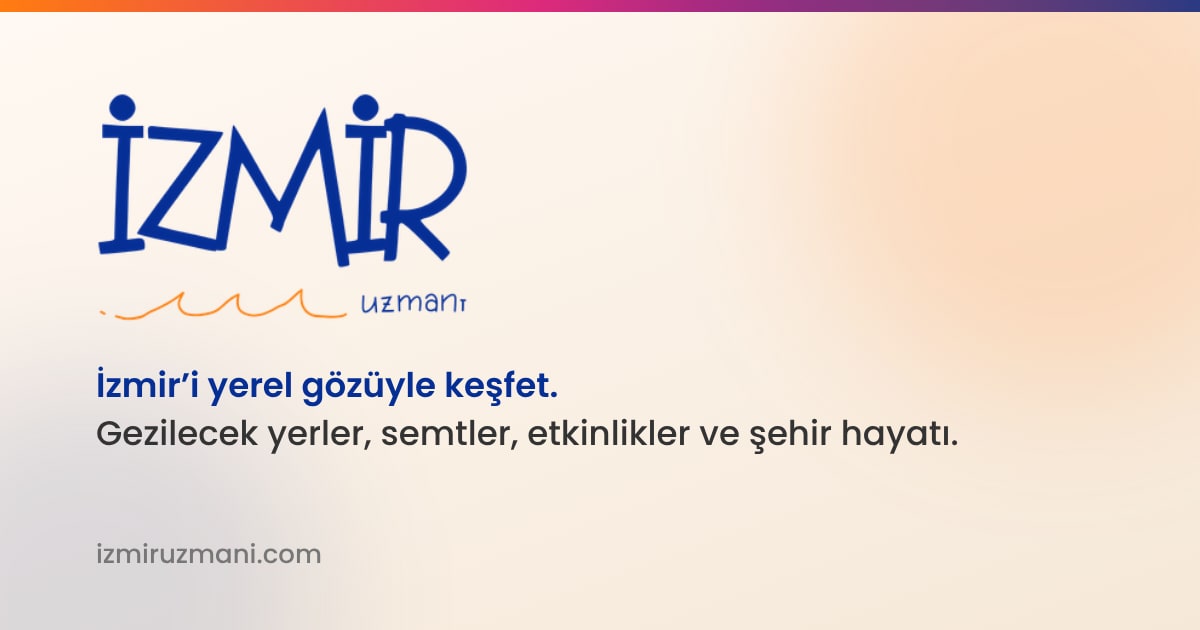 İZMİR
uzmanı
İzmir’i yerel gözüyle keşfet.
Gezilecek yerler, semtler, etkinlikler ve şehir hayatı.
izmiruzmani.com